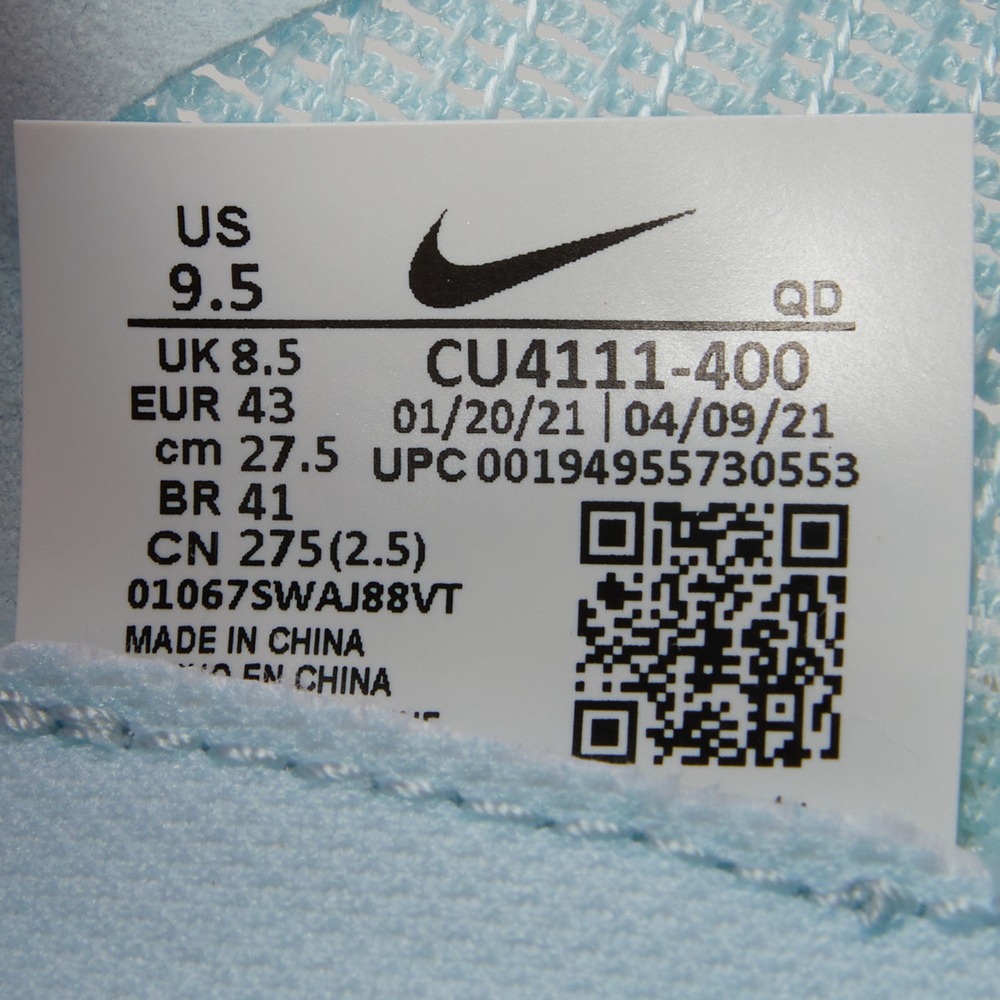 US
9.5
QD
UK 8.5
EUR 43
cm 27.5
BR 41
CN 275(2.5)
CU4111-400
01/20/21 | 04/09/21
UPC 00194955730553
01067SWAJ88VT
MADE IN CHINA
EN CHINA